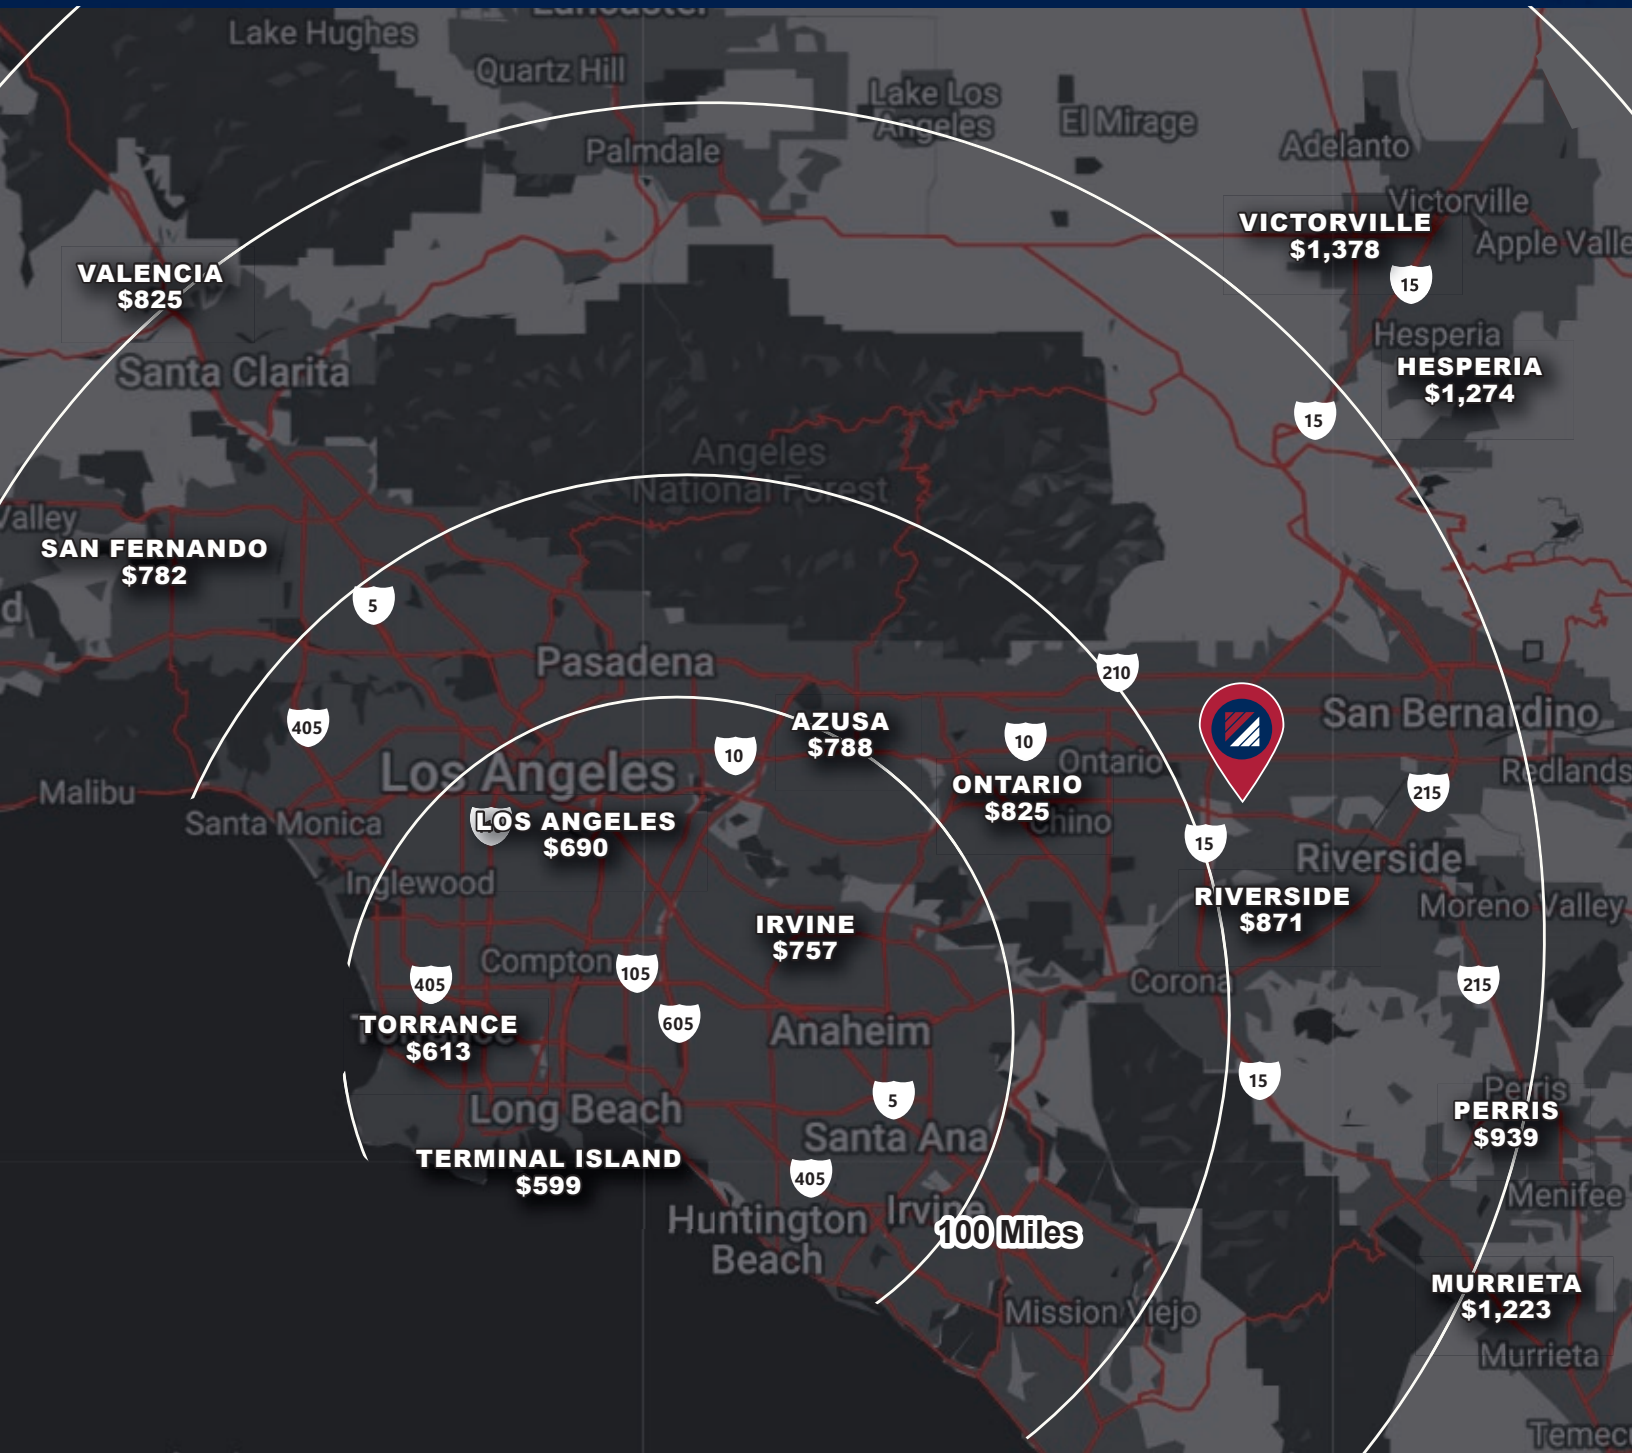 Lancaster
Lake Hughes
Quartz Hill
Lake Los
Angeles
El Mirage
Palmdale
Adelanto
Victorville
VICTORVILLE
$1,378
Apple Valle
VALENCIA
$825
15
Hesperia
HESPERIA
$1,274
Santa Clarita
15
Angeles
National Forest
Valley
SAN FERNANDO
$782
5
d
Pasadena
210
405
AZUSA
$788
10
10
San Bernardino
Los Angeles
Ontario
Redlands
Malibu
ONTARIO
$825
215
Santa Monica
LOS ANGELES
$690
Chino
15
Riverside
Inglewood
RIVERSIDE
$871
Moreno Valley
IRVINE
$757
Compton
105
405
Corona
215
TORRANCE
$613
Torrance
605
Anaheim
15
5
Perris
PERRIS
$939
Long Beach
Santa Ana
TERMINAL ISLAND
$599
405
Menifee
Huntington
Beach
Irvine
100 Miles
MURRIETA
$1,223
Mission Viejo
Murrieta
Temec